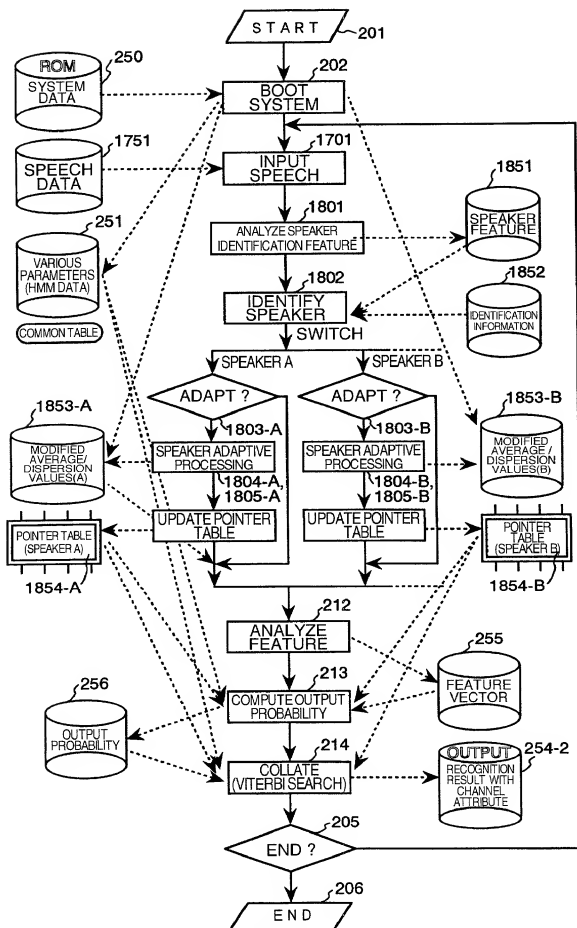 START
201
250
ROM
SYSTEM
DATA
202
BOOT
SYSTEM
1751
SPEECH
DATA
1701
INPUT
SPEECH
251
VARIOUS
PARAMETERS
(HMM DATA)
COMMON TABLE
1801
ANALYZE SPEAKER
IDENTIFICATION FEATURE
1851
SPEAKER
FEATURE
1802
IDENTIFY
SPEAKER
1852
IDENTIFICATION
INFORMATION
SWITCH
SPEAKER A
SPEAKER B
ADAPT ?
ADAPT ?
1853-A
1803-A
1803-B
1853-B
MODIFIED
AVERAGE/
DISPERSION
VALUES(A)
SPEAKER ADAPTIVE
PROCESSING
SPEAKER ADAPTIVE
PROCESSING
MODIFIED
AVERAGE /
DISPERSION
VALUES(B)
1804-A,
1805-A
1804-B,
1805-B
POINTER TABLE
(SPEAKER A)
UPDATE POINTER
TABLE
UPDATE POINTER
TABLE
POINTER
TABLE
(SPEAKER B)
1854-A
1854-B
212
ANALYZE
FEATURE
255
FEATURE
VECTOR
213
COMPUTE OUTPUT
PROBABILITY
256
OUTPUT
PROBABILITY
214
COLLATE
(VITERBI SEARCH)
254-2
OUTPUT
RECOGNITION
RESULT WITH
CHANNEL
ATTRIBUTE
205
END ?
206
END